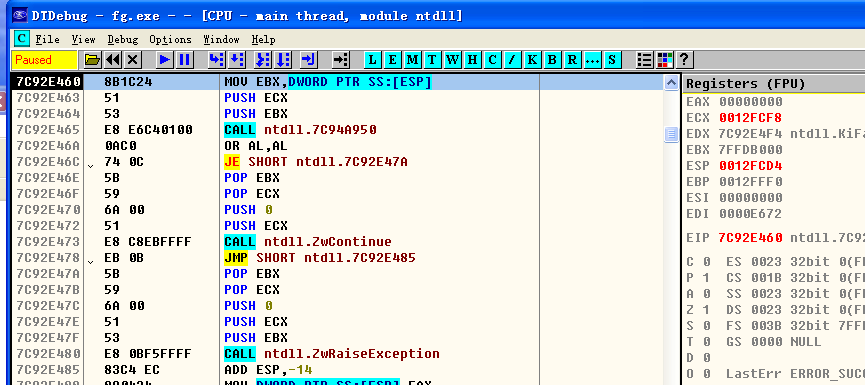 DTDebug - fg.exe - - [CPU - main thread, module ntdll]
C File View Debug Options Window Help
Paused L E M T W H C / K B R ... S ?
7C92E460 8B1C24 MOV EBX,DWORD PTR SS:[ESP]
7C92E463 51 PUSH ECX
7C92E464 53 PUSH EBX
7C92E465 E8 E6C40100 CALL ntdll.7C94A950
7C92E46A 0AC0 OR AL,AL
7C92E46C 74 0C JE SHORT ntdll.7C92E47A
7C92E46E 5B POP EBX
7C92E46F 59 POP ECX
7C92E470 6A 00 PUSH 0
7C92E472 51 PUSH ECX
7C92E473 E8 C8EBFFFF CALL ntdll.ZwContinue
7C92E478 EB 0B JMP SHORT ntdll.7C92E485
7C92E47A 5B POP EBX
7C92E47B 59 POP ECX
7C92E47C 6A 00 PUSH 0
7C92E47E 51 PUSH ECX
7C92E47F 53 PUSH EBX
7C92E480 E8 0BF5FFFF CALL ntdll.ZwRaiseException
7C92E485 83C4 EC ADD ESP,-14
Registers (FPU)
EAX 00000000
ECX 0012FCF8
EDX 7C92E4F4 ntdll.KiFa
EBX 7FFDB000
ESP 0012FCD4
EBP 0012FFF0
ESI 00000000
EDI 0000E672
EIP 7C92E460 ntdll.7C92
C 0 ES 0023 32bit 0(FF
P 1 CS 001B 32bit 0(FF
A 0 SS 0023 32bit 0(FF
Z 1 DS 0023 32bit 0(FF
S 0 FS 003B 32bit 7FFD
T 0 GS 0000 NULL
D 0
O 0 LastErr ERROR_SUC